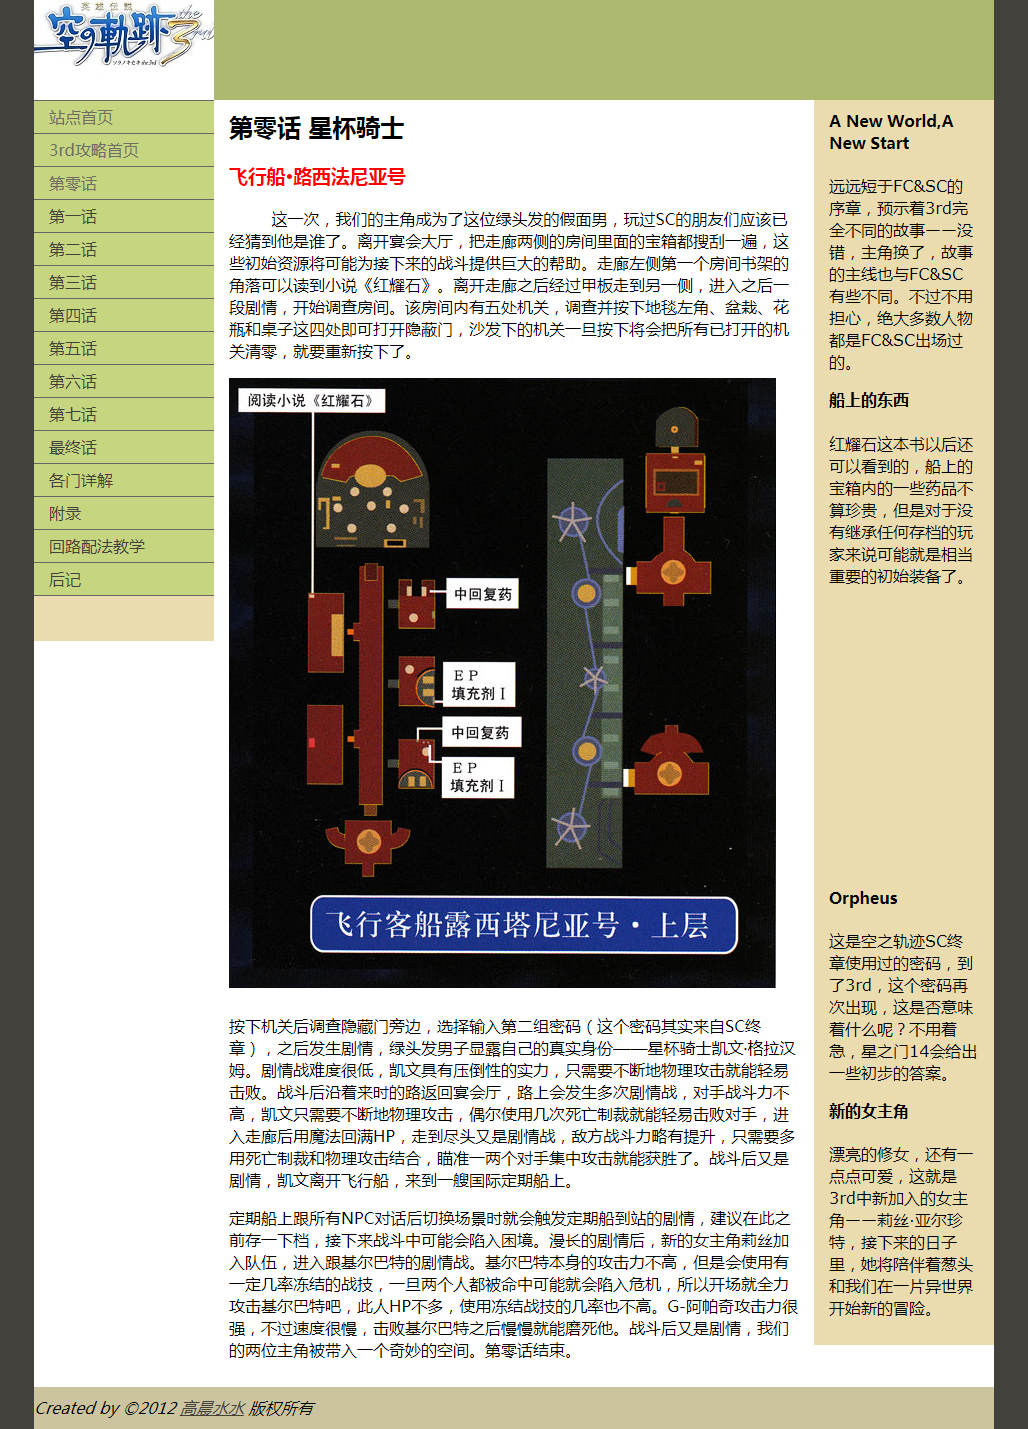 英雄伝説
空の軌跡 the 3rd
ソラノキセキ the 3rd
站点首页
3rd攻略首页
第零话
第一话
第二话
第三话
第四话
第五话
第六话
第七话
最终话
各门详解
附录
回路配法教学
后记
第零话 星杯骑士
飞行船•路西法尼亚号
这一次，我们的主角成为了这位绿头发的假面男，玩过SC的朋友们应该已
经猜到他是谁了。离开宴会大厅，把走廊两侧的房间里面的宝箱都搜刮一遍，这
些初始资源将可能为接下来的战斗提供巨大的帮助。走廊左侧第一个房间书架的
角落可以读到小说《红耀石》。离开走廊之后经过甲板走到另一侧，进入之后一
段剧情，开始调查房间。该房间内有五处机关，调查并按下地毯左角、盆栽、花
瓶和桌子这四处即可打开隐蔽门，沙发下的机关一旦按下将会把所有已打开的机
关清零，就要重新按下了。
阅读小说《红耀石》
中回复药
ＥＰ
填充剂Ⅰ
中回复药
ＥＰ
填充剂Ⅰ
飞行客船露西塔尼亚号・上层
按下机关后调查隐藏门旁边，选择输入第二组密码（这个密码其实来自SC终
章），之后发生剧情，绿头发男子显露自己的真实身份——星杯骑士凯文·格拉汉
姆。剧情战难度很低，凯文具有压倒性的实力，只需要不断地物理攻击就能轻易
击败。战斗后沿着来时的路返回宴会厅，路上会发生多次剧情战，对手战斗力不
高，凯文只需要不断地物理攻击，偶尔使用几次死亡制裁就能轻易击败对手，进
入走廊后用魔法回满HP，走到尽头又是剧情战，敌方战斗力略有提升，只需要多
用死亡制裁和物理攻击结合，瞄准一两个对手集中攻击就能获胜了。战斗后又是
剧情，凯文离开飞行船，来到一艘国际定期船上。
定期船上跟所有NPC对话后切换场景时就会触发定期船到站的剧情，建议在此之
前存一下档，接下来战斗中可能会陷入困境。漫长的剧情后，新的女主角莉丝加
入队伍，进入跟基尔巴特的剧情战。基尔巴特本身的攻击力不高，但是会使用有
一定几率冻结的战技，一旦两个人都被命中可能就会陷入危机，所以开场就全力
攻击基尔巴特吧，此人HP不多，使用冻结战技的几率也不高。G-阿帕奇攻击力很
强，不过速度很慢，击败基尔巴特之后慢慢就能磨死他。战斗后又是剧情，我们
的两位主角被带入一个奇妙的空间。第零话结束。
A New World,A
New Start
远远短于FC&SC的
序章，预示着3rd完
全不同的故事——没
错，主角换了，故事
的主线也与FC&SC
有些不同。不过不用
担心，绝大多数人物
都是FC&SC出场过
的。
船上的东西
红耀石这本书以后还
可以看到的，船上的
宝箱内的一些药品不
算珍贵，但是对于没
有继承任何存档的玩
家来说可能就是相当
重要的初始装备了。
Orpheus
这是空之轨迹SC终
章使用过的密码，到
了3rd，这个密码再
次出现，这是否意味
着什么呢？不用着
急，星之门14会给出
一些初步的答案。
新的女主角
漂亮的修女，还有一
点点可爱，这就是
3rd中新加入的女主
角——莉丝·亚尔珍
特，接下来的日子
里，她将陪伴着葱头
和我们在一片异世界
开始新的冒险。
Created by ©2012 高晨水水 版权所有